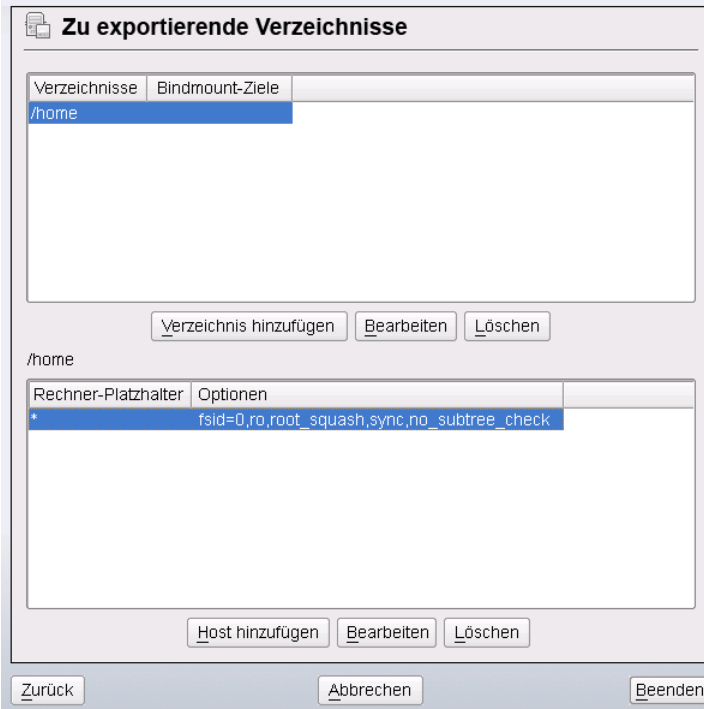 Zu exportierende Verzeichnisse
Verzeichnisse Bindmount-Ziele
/home
Verzeichnis hinzufügen Bearbeiten Löschen
/home
Rechner-Platzhalter Optionen
* fsid=0,ro,root_squash,sync,no_subtree_check
Host hinzufügen Bearbeiten Löschen
Zurück Abbrechen Beenden